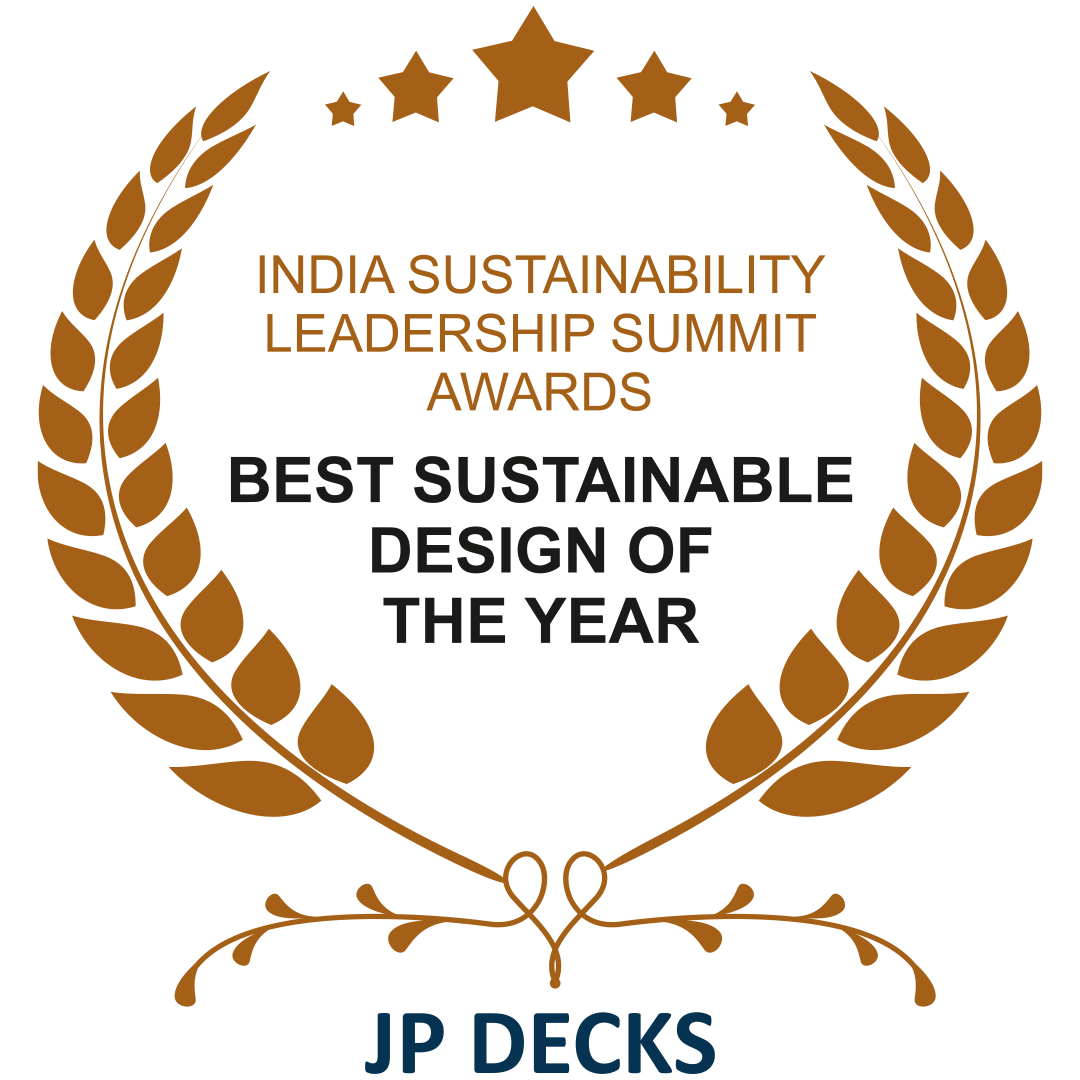 INDIA SUSTAINABILITY
LEADERSHIP SUMMIT
AWARDS
BEST SUSTAINABLE
DESIGN OF
THE YEAR
JP DECKS